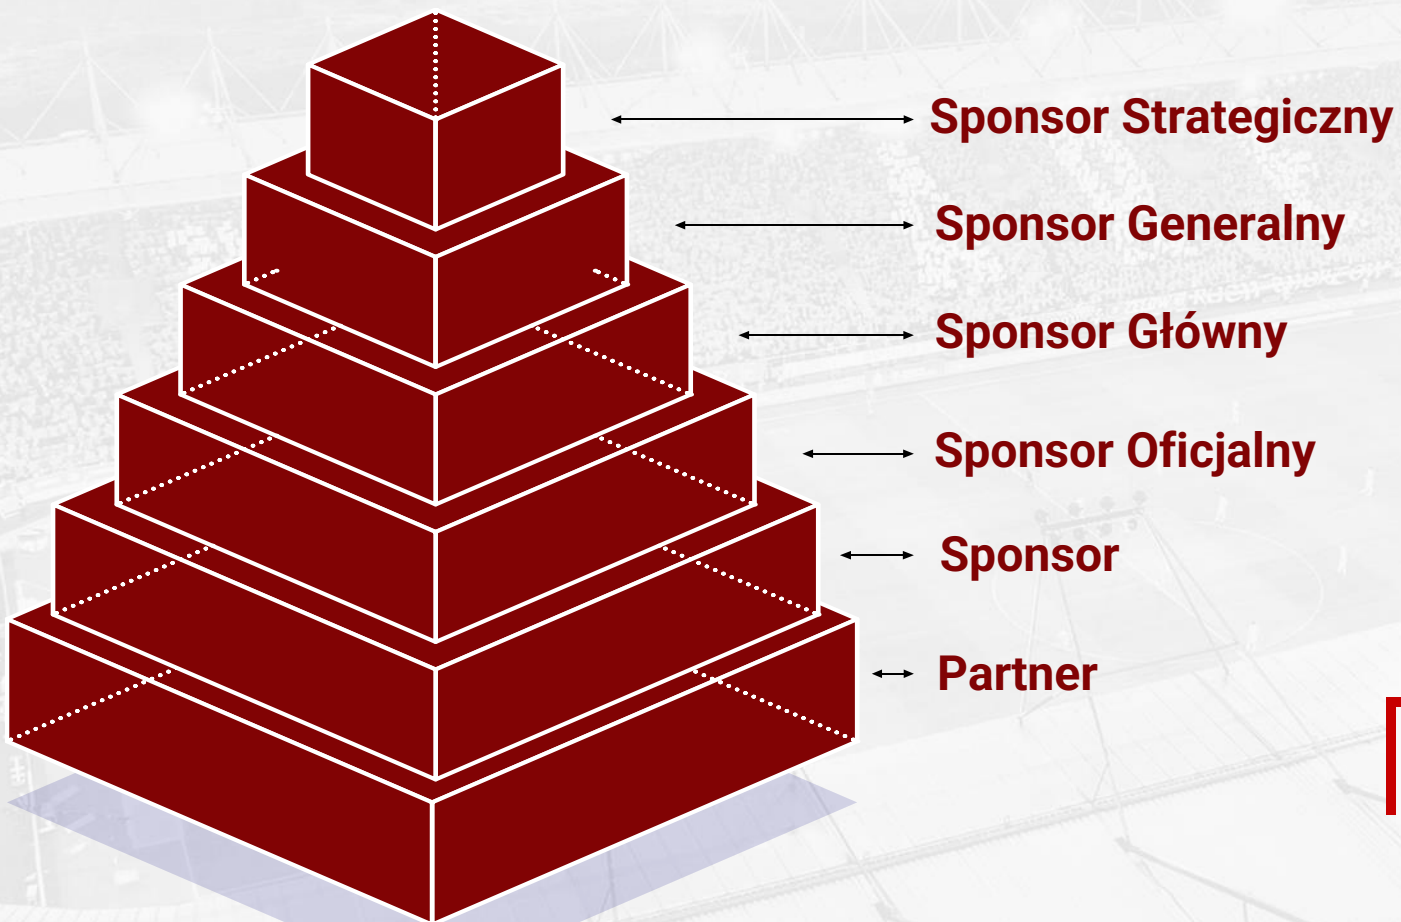 Sponsor Strategiczny
Sponsor Generalny
Sponsor Główny
Sponsor Oficjalny
Sponsor
Partner